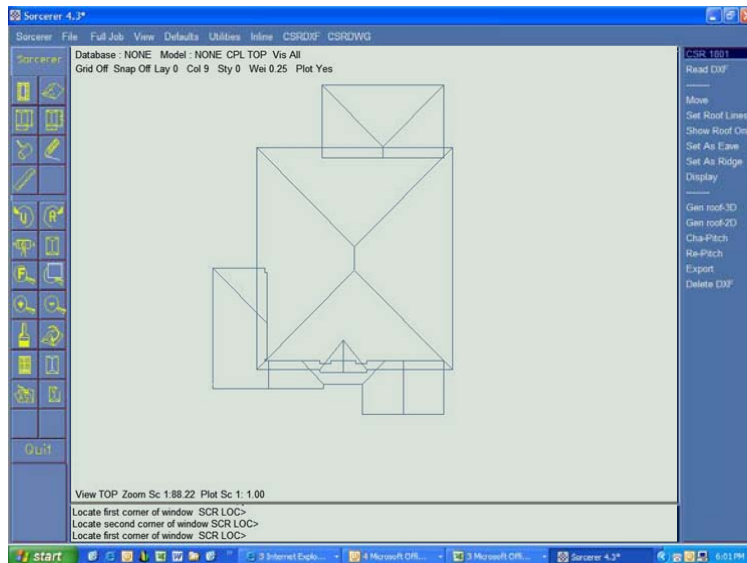 Sorcerer 4.3*
Sorcerer File Full Job View Defaults Utilities Inline CSRDXF CSRDWG
Sorcerer
Database : NONE Model : NONE CPL TOP Vis All
Grid Off Snap Off Lay 0 Col 9 Sty 0 Wei 0.25 Plot Yes
CSR 1801
Read DXF
Move
Set Roof Lines
Show Roof On
Set As Eave
Set As Ridge
Display
Gen roof-3D
Gen roof-2D
Cha-Pitch
Re-Pitch
Export
Delete DXF
Quit
View TOP Zoom Sc 1:88.22 Plot Sc 1: 1.00
Locate first corner of window SCR LOC>
Locate second corner of window SCR LOC>
Locate first corner of window SCR LOC>
start
3 Internet Explo...
4 Microsoft Offi...
3 Microsoft Offi...
Sorcerer 4.3*
6:01 PM